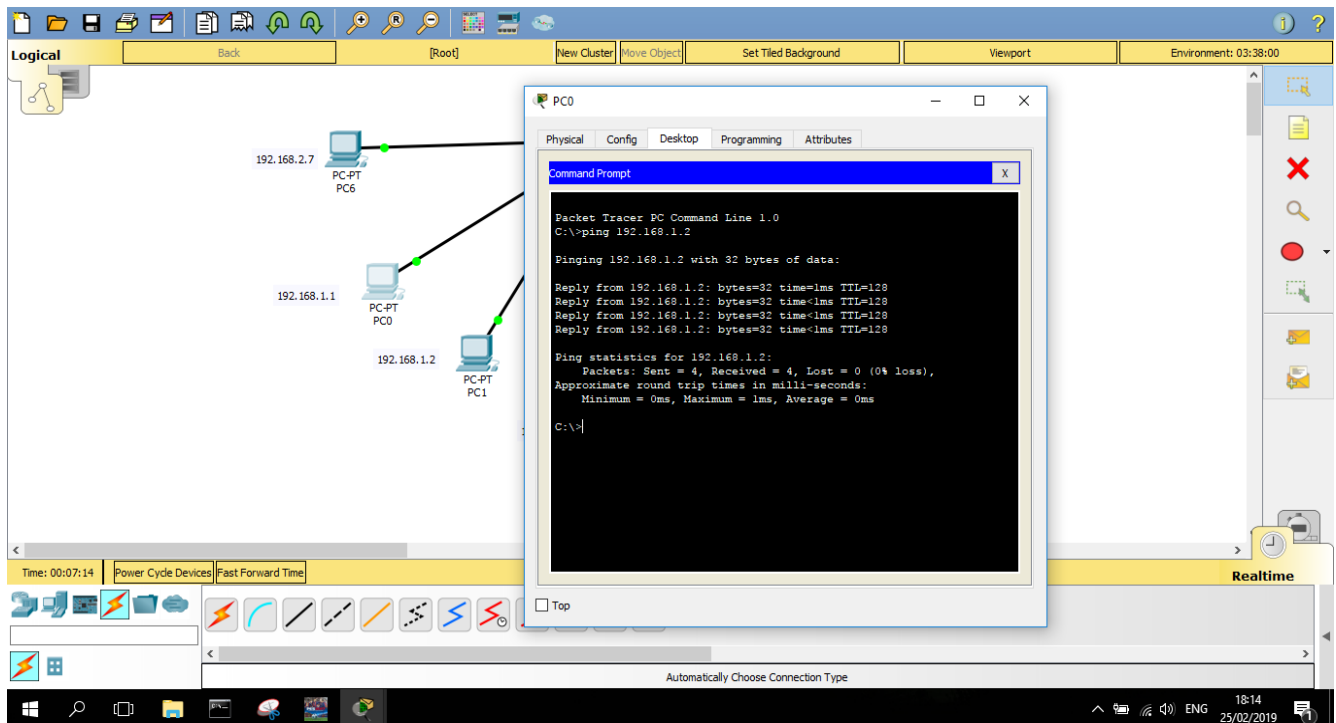 Logical
Back
[Root]
New Cluster
Move Object
Set Tiled Background
Viewport
Environment: 03:38:00
192.168.2.7
PC-PT
PC6
192.168.1.1
PC-PT
PC0
192.168.1.2
PC-PT
PC1
PC0
Physical
Config
Desktop
Programming
Attributes
Command Prompt
X
Packet Tracer PC Command Line 1.0
C:\>ping 192.168.1.2
Pinging 192.168.1.2 with 32 bytes of data:
Reply from 192.168.1.2: bytes=32 time=1ms TTL=128
Reply from 192.168.1.2: bytes=32 time<1ms TTL=128
Reply from 192.168.1.2: bytes=32 time<1ms TTL=128
Reply from 192.168.1.2: bytes=32 time<1ms TTL=128
Ping statistics for 192.168.1.2:
Packets: Sent = 4, Received = 4, Lost = 0 (0% loss),
Approximate round trip times in milli-seconds:
Minimum = 0ms, Maximum = 1ms, Average = 0ms
C:\>
Top
Time: 00:07:14
Power Cycle Devices
Fast Forward Time
Realtime
Automatically Choose Connection Type
ENG
18:14
25/02/2019
1